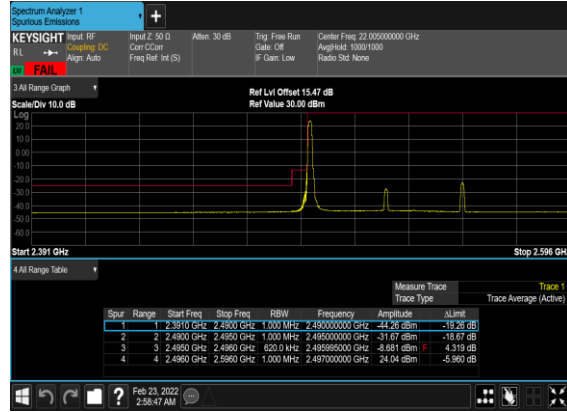 Spectrum Analyzer 1
Spurious Emissions
+
KEYSIGHT Input: RF Input Z: 50 Ω Atten: 30 dB Trig: Free Run Center Freq: 22.005000000 GHz
RL Coupling: DC Corr CCorr Gate: Off Avg|Hold: 1000/1000
Align: Auto Freq Ref: Int (S) IF Gain: Low Radio Std: None
LW FAIL
3 All Range Graph
Ref Lvl Offset 15.47 dB
Scale/Div 10.0 dB Ref Value 30.00 dBm
Log
20.0
10.0
0.00
-10.0
-20.0
-30.0
-40.0
-50.0
-60.0
Start 2.391 GHz Stop 2.596 GH
4 All Range Table
Measure Trace Trace 1
Trace Type Trace Average (Active)
Spur Range Start Freq Stop Freq RBW Frequency Amplitude ΔLimit
1 1 2.3910 GHz 2.4900 GHz 1.000 MHz 2.490000000 GHz -44.26 dBm -19.26 dB
2 2 2.4900 GHz 2.4950 GHz 1.000 MHz 2.495000000 GHz -31.67 dBm -18.67 dB
3 3 2.4950 GHz 2.4960 GHz 620.0 kHz 2.495995000 GHz -8.681 dBm F 4.319 dB
4 4 2.4960 GHz 2.5960 GHz 1.000 MHz 2.497000000 GHz 24.04 dBm -5.960 dB
? Feb 23, 2022
2:58:47 AM